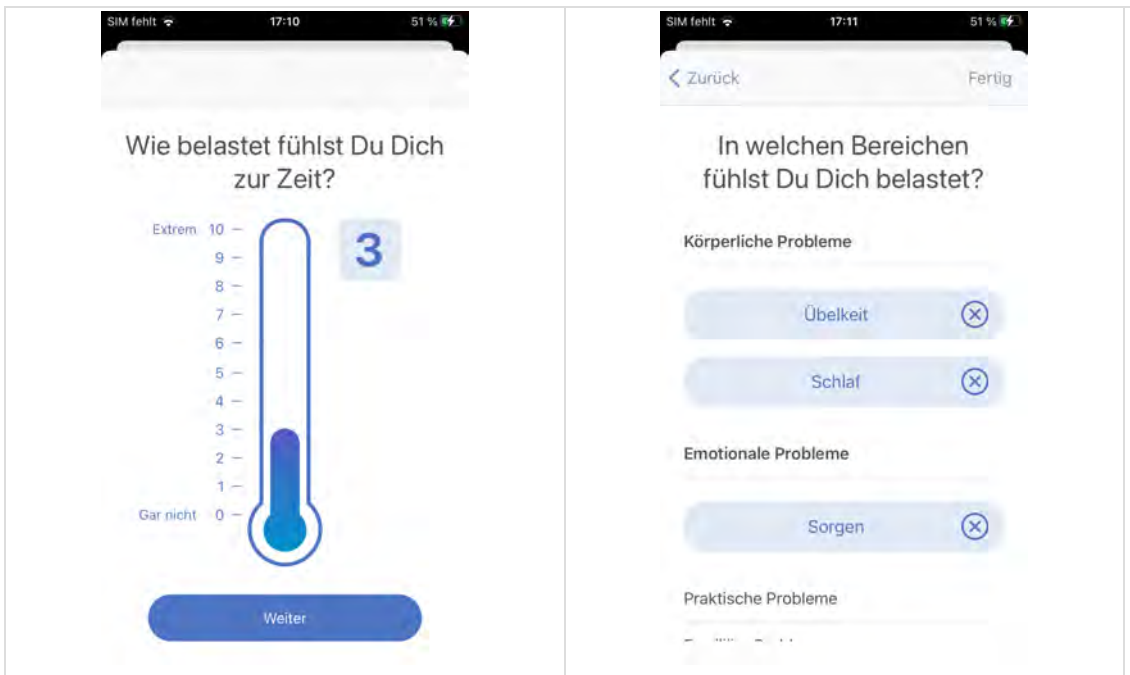 SIM fehlt 17:10 51 %
Wie belastet fühlst Du Dich
zur Zeit?
3
Extrem 10
9
8
7
6
5
4
3
2
1
Gar nicht 0
Weiter
SIM fehlt 17:11 51 %
Zurück Fertig
In welchen Bereichen
fühlst Du Dich belastet?
Körperliche Probleme
Übelkeit
Schlaf
Emotionale Probleme
Sorgen
Praktische Probleme